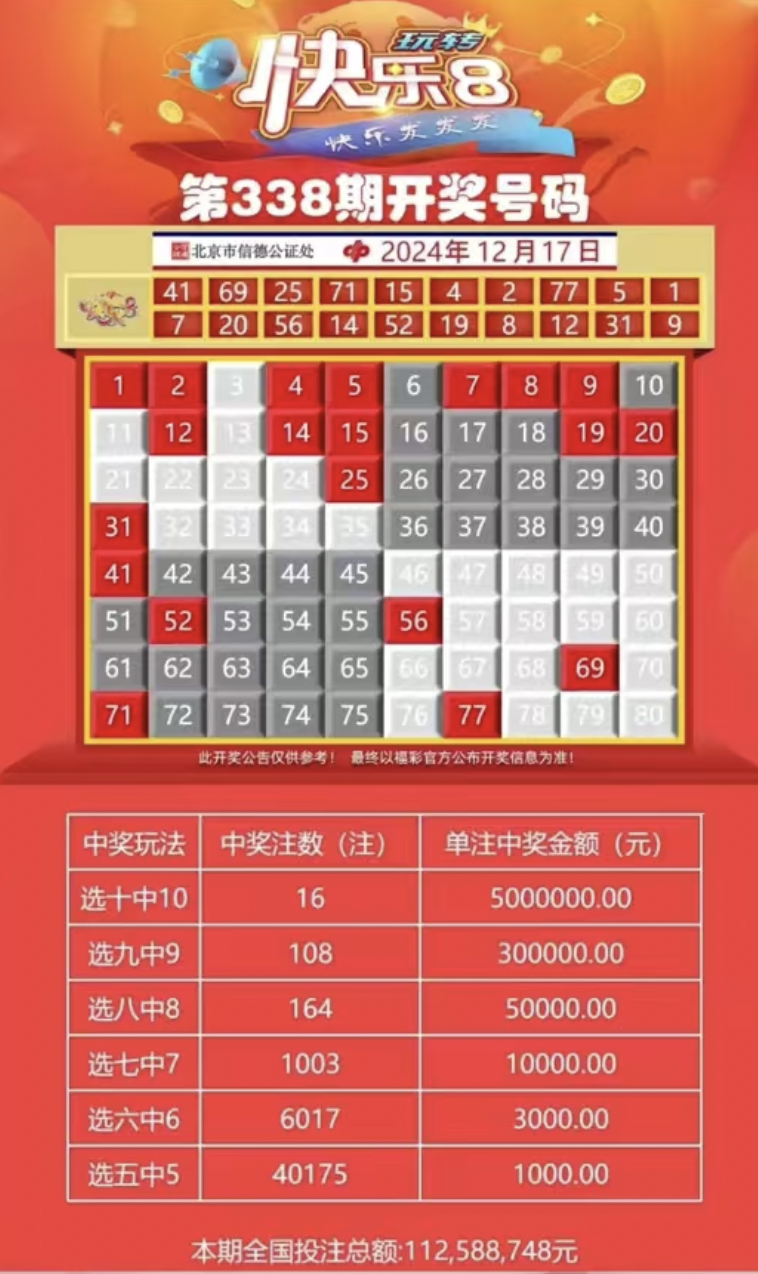 玩转
快乐8
快乐发发发
第338期开奖号码
北京市信德公证处 2024年12月17日
41 69 25 71 15 4 2 77 5 1
7 20 56 14 52 19 8 12 31 9
1 2 3 4 5 6 7 8 9 10
11 12 13 14 15 16 17 18 19 20
21 22 23 24 25 26 27 28 29 30
31 32 33 34 35 36 37 38 39 40
41 42 43 44 45 46 47 48 49 50
51 52 53 54 55 56 57 58 59 60
61 62 63 64 65 66 67 68 69 70
71 72 73 74 75 76 77 78 79 80
此开奖公告仅供参考！ 最终以福彩官方公布开奖信息为准！
中奖玩法 中奖注数（注） 单注中奖金额（元）
选十中10 16 5000000.00
选九中9 108 300000.00
选八中8 164 50000.00
选七中7 1003 10000.00
选六中6 6017 3000.00
选五中5 40175 1000.00
本期全国投注总额:112,588,748元